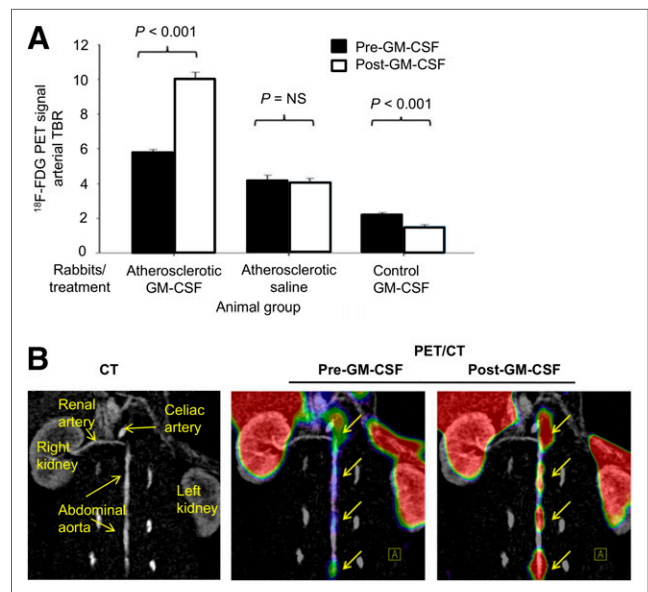 A
P < 0.001
Pre-GM-CSF
Post-GM-CSF
P = NS
P < 0.001
18F-FDG PET signal
arterial TBR
12
10
8
6
4
2
0
Rabbits/
treatment
Atherosclerotic
GM-CSF
Atherosclerotic
saline
Control
GM-CSF
Animal group
B
PET/CT
CT
Pre-GM-CSF
Post-GM-CSF
Renal
artery
Celiac
artery
Right
kidney
Left
kidney
Abdominal
aorta
A
A